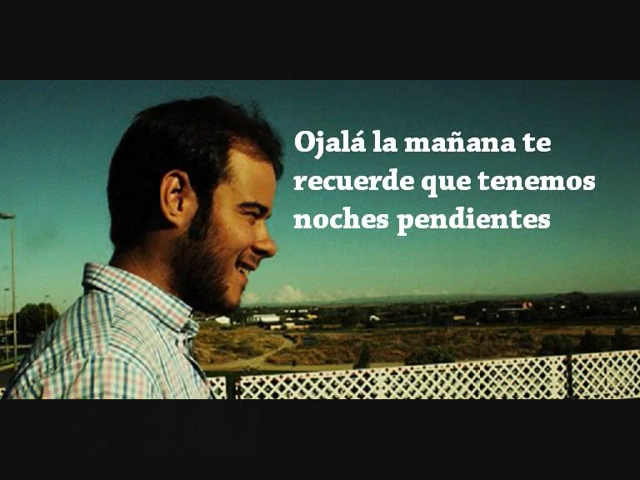 Ojalá la mañana te
recuerde que tenemos
noches pendientes